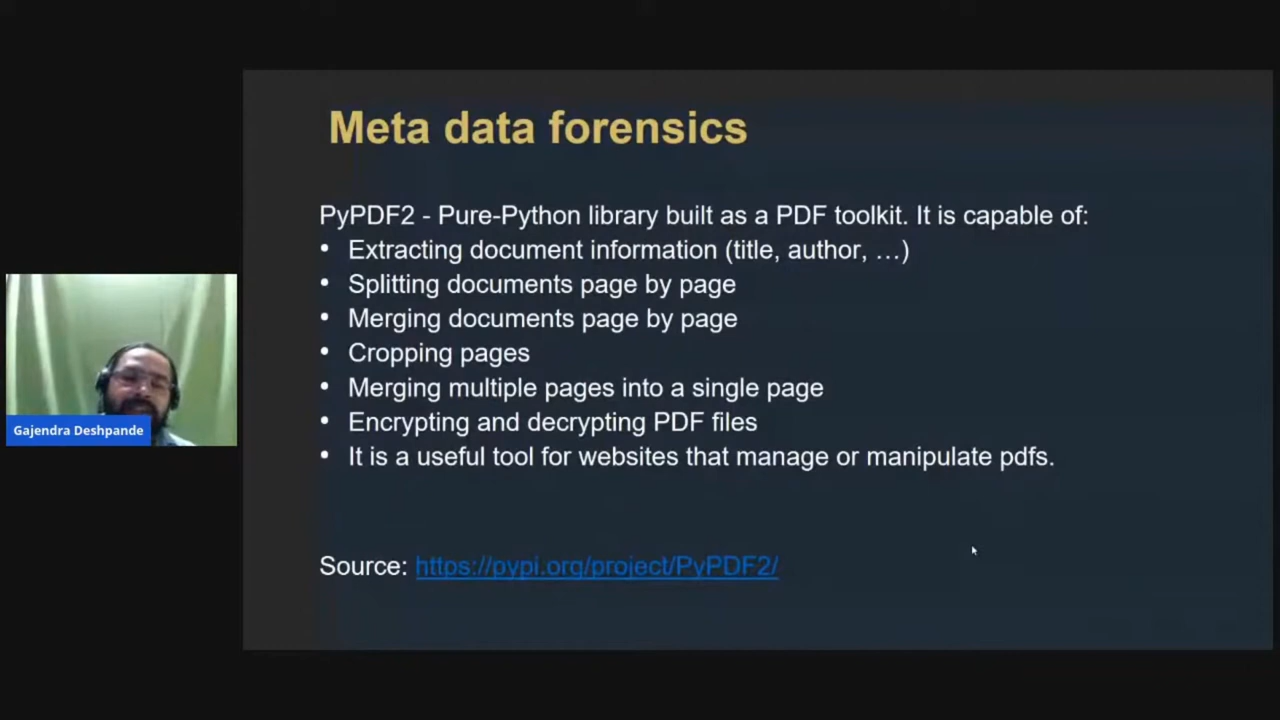 Meta data forensics
PyPDF2 - Pure-Python library built as a PDF toolkit. It is capable of:
• Extracting document information (title, author, …)
• Splitting documents page by page
• Merging documents page by page
• Cropping pages
• Merging multiple pages into a single page
• Encrypting and decrypting PDF files
• It is a useful tool for websites that manage or manipulate pdfs.
Source: https://pypi.org/project/PyPDF2/
Gajendra Deshpande